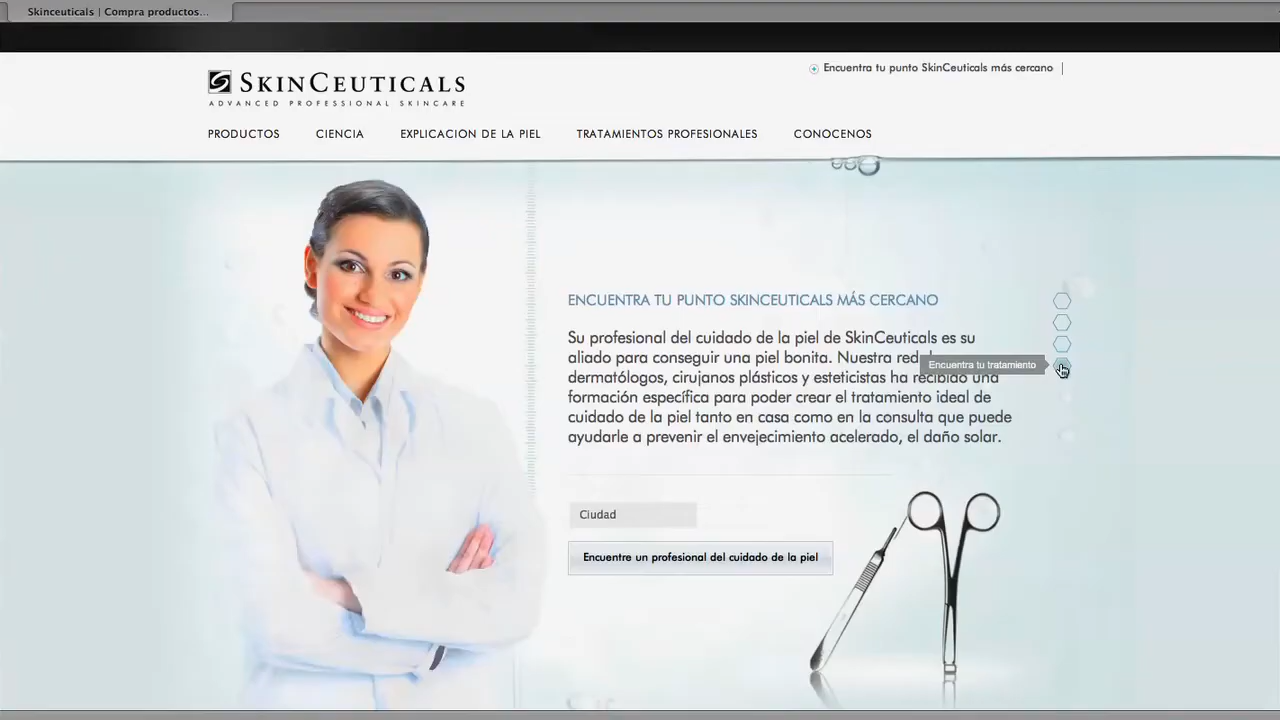 Skinceuticals | Compra productos...
Encuentra tu punto SkinCeuticals más cercano
SKINCEUTICALS
ADVANCED PROFESSIONAL SKINCARE
PRODUCTOS CIENCIA EXPLICACION DE LA PIEL TRATAMIENTOS PROFESIONALES CONOCENOS
ENCUENTRA TU PUNTO SKINCEUTICALS MÁS CERCANO
Su profesional de cuidado de la piel de SkinCeuticals es su
aliado para conseguir una piel bonita. Nuestra red
Encuentra tu tratamiento
dermatólogos, cirujanos plásticos y esteticistas ha recibido una
formación específica para poder crear el tratamiento ideal de
cuidado de la piel tanto en casa como en la consulta que puede
ayudarle a prevenir el envejecimiento acelerado, el daño solar.
Ciudad
Encuentre un profesional del cuidado de la piel